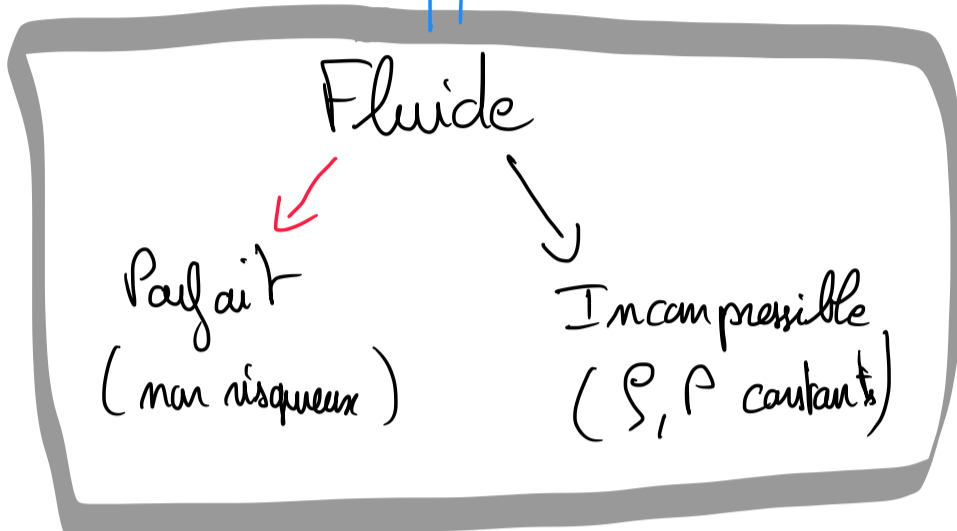 Fluide
Parfait
Incompressible
(non visqueux)
(ρ, P constants)